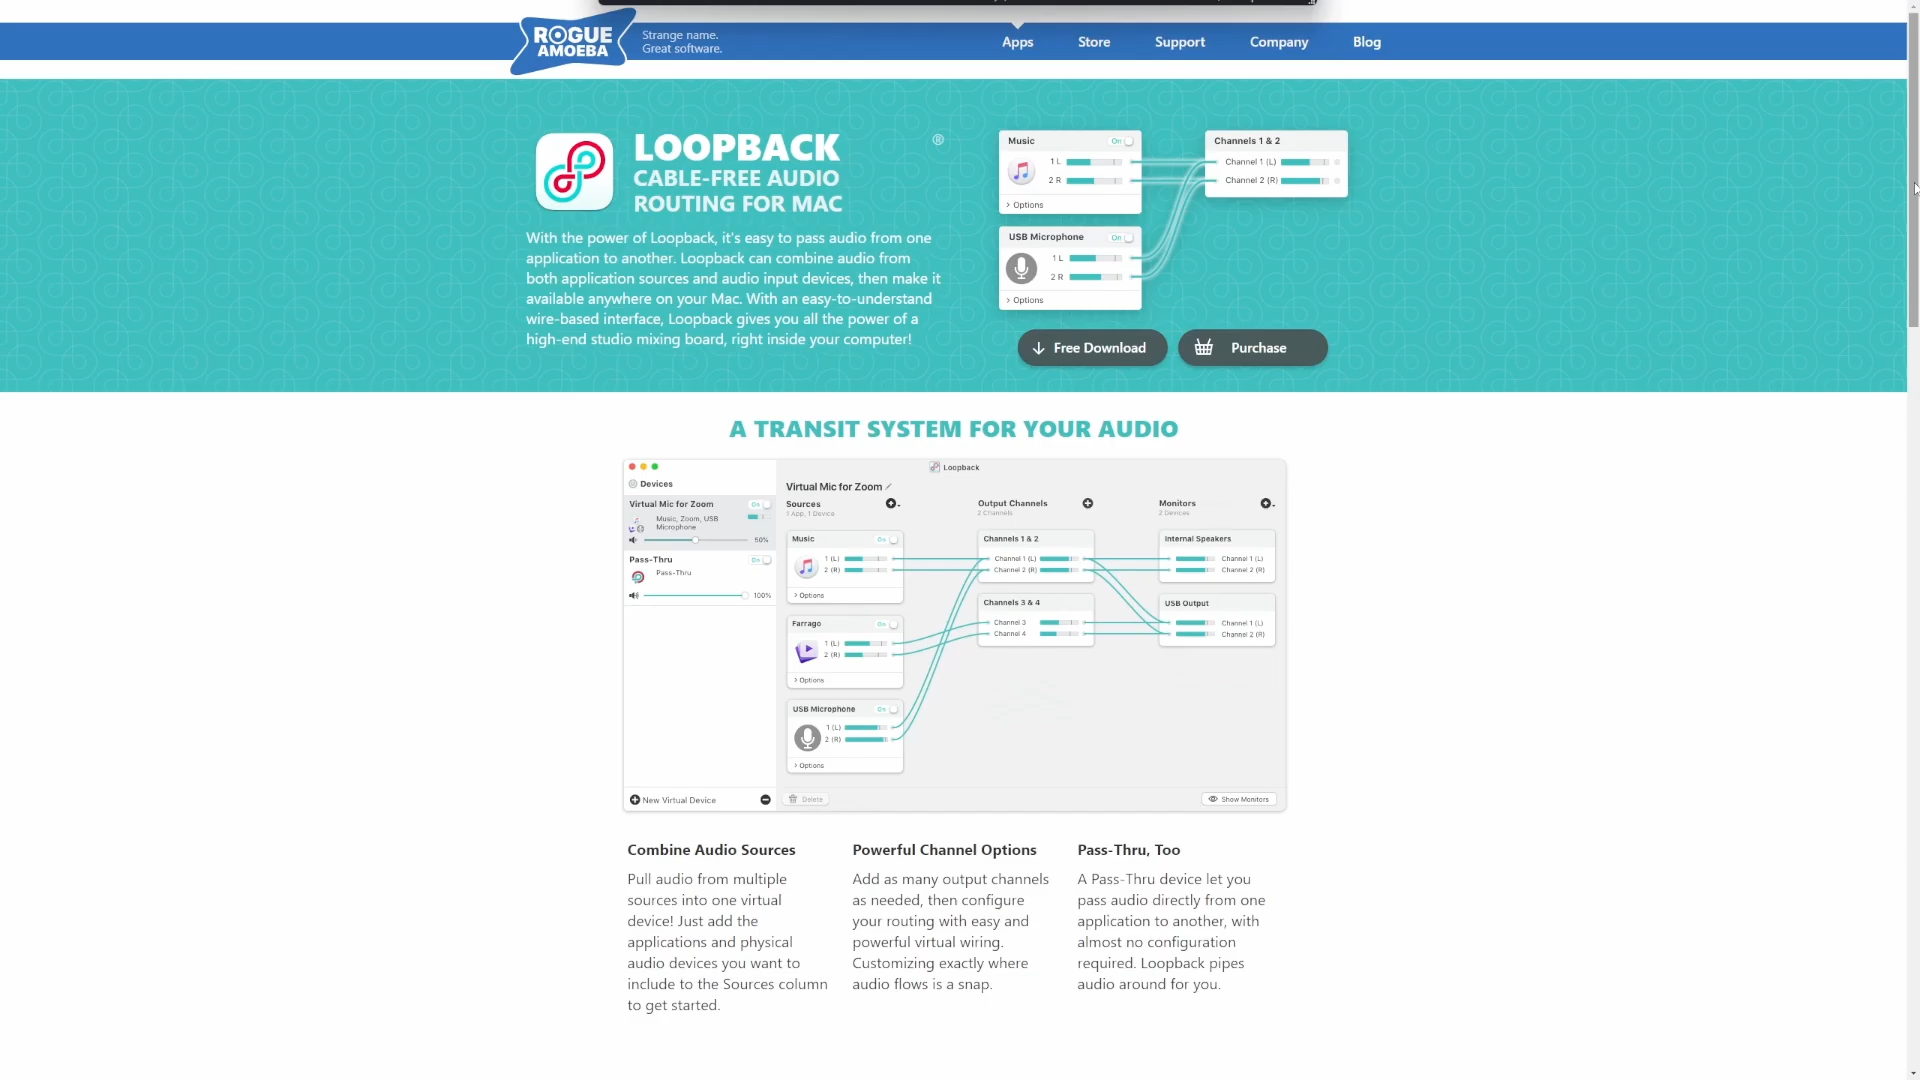 ROGUE
AMOEBA
Strange name.
Great software.
Apps
Store
Support
Company
Blog
LOOPBACK
®
CABLE-FREE AUDIO
ROUTING FOR MAC
With the power of Loopback, it's easy to pass audio from one
application to another. Loopback can combine audio from
both application sources and audio input devices, then make it
available anywhere on your Mac. With an easy-to-understand
wire-based interface, Loopback gives you all the power of a
high-end studio mixing board, right inside your computer!
Music On
1 L
2 R
> Options
USB Microphone On
1 L
2 R
> Options
Channels 1 & 2
Channel 1 (L)
Channel 2 (R)
Free Download
Purchase
A TRANSIT SYSTEM FOR YOUR AUDIO
Loopback
Devices
Virtual Mic for Zoom On
Music, Zoom, USB
Microphone
50%
Pass-Thru On
Pass-Thru
100%
New Virtual Device
Virtual Mic for Zoom
Sources
1 App, 1 Device
Music On
1 (L)
2 (R)
> Options
Farrago On
1 (L)
2 (R)
> Options
USB Microphone On
1 (L)
2 (R)
> Options
Output Channels
2 Channels
Channels 1 & 2
Channel 1 (L)
Channel 2 (R)
Channels 3 & 4
Channel 3
Channel 4
Monitors
2 Devices
Internal Speakers
Channel 1 (L)
Channel 2 (R)
USB Output
Channel 1 (L)
Channel 2 (R)
Delete
Show Monitors
Combine Audio Sources
Pull audio from multiple
sources into one virtual
device! Just add the
applications and physical
audio devices you want to
include to the Sources column
to get started.
Powerful Channel Options
Add as many output channels
as needed, then configure
your routing with easy and
powerful virtual wiring.
Customizing exactly where
audio flows is a snap.
Pass-Thru, Too
A Pass-Thru device let you
pass audio directly from one
application to another, with
almost no configuration
required. Loopback pipes
audio around for you.